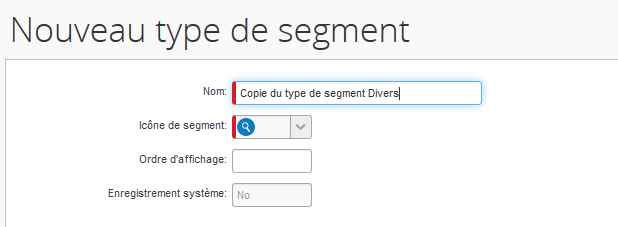 Nouveau type de segment
Nom: Copie du type de segment Divers
Icône de segment:
Ordre d'affichage:
Enregistrement système: No